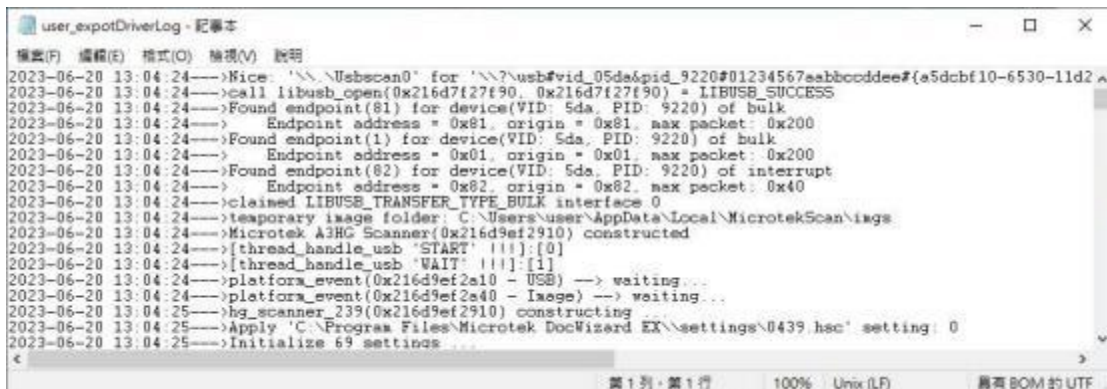 user_expotDriverLog - 記事本
檔案(F) 編輯(E) 格式(O) 檢視(V) 說明
2023-06-20 13:04:24--->Nice: '\\.\Usbscan0' for '\\?\usb#vid_05da&pid_9220#01234567aabbccddee#{a5dcbf10-6530-11d2
2023-06-20 13:04:24--->call libusb_open(0x216d7f27f90, 0x216d7f27f90) = LIBUSB_SUCCESS
2023-06-20 13:04:24--->Found endpoint(81) for device(VID: 5da, PID: 9220) of bulk
2023-06-20 13:04:24--->    Endpoint address = 0x81, origin = 0x81, max packet: 0x200
2023-06-20 13:04:24--->Found endpoint(1) for device(VID: 5da, PID: 9220) of bulk
2023-06-20 13:04:24--->    Endpoint address = 0x01, origin = 0x01, max packet: 0x200
2023-06-20 13:04:24--->Found endpoint(82) for device(VID: 5da, PID: 9220) of interrupt
2023-06-20 13:04:24--->    Endpoint address = 0x82, origin = 0x82, max packet: 0x40
2023-06-20 13:04:24--->claimed LIBUSB_TRANSFER_TYPE_BULK interface 0
2023-06-20 13:04:24--->temporary image folder: C:\Users\user\AppData\Local\MicrotekScan\imgs
2023-06-20 13:04:24--->Microtek A3HG Scanner(0x216d9ef2910) constructed
2023-06-20 13:04:24--->[thread_handle_usb 'START' !!!]:[0]
2023-06-20 13:04:24--->[thread_handle_usb 'WAIT' !!!]:[1]
2023-06-20 13:04:24--->platform_event(0x216d9ef2a10 - USB) --> waiting...
2023-06-20 13:04:24--->platform_event(0x216d9ef2a40 - Image) --> waiting...
2023-06-20 13:04:25--->hg_scanner_239(0x216d9ef2910) constructing ...
2023-06-20 13:04:25--->Apply 'C:\Program Files\Microtek DocWizard EX\\settings\0439.hsc' setting: 0
2023-06-20 13:04:25--->Initialize 69 settings ...
第 1 列，第 1 行 100% Unix (LF) 具有 BOM 的 UTF